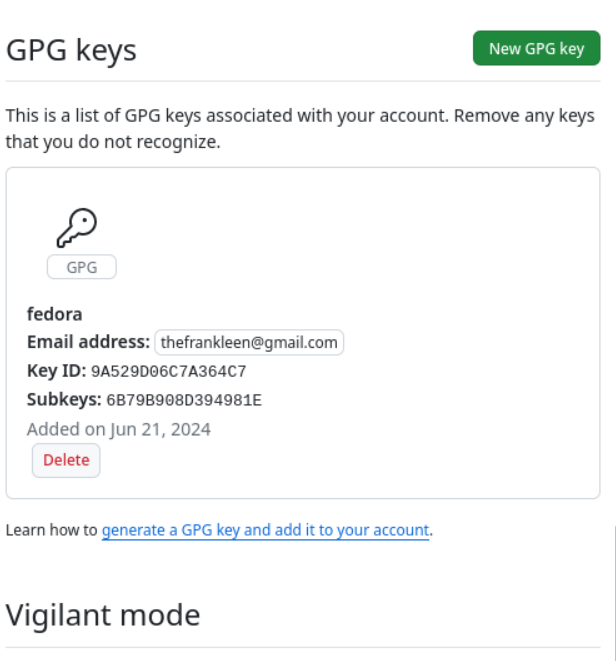 GPG keys
New GPG key
This is a list of GPG keys associated with your account. Remove any keys
that you do not recognize.
GPG
fedora
Email address: thefrankleen@gmail.com
Key ID: 9A529D06C7A364C7
Subkeys: 6B79B908D394981E
Added on Jun 21, 2024
Delete
Learn how to generate a GPG key and add it to your account.
Vigilant mode